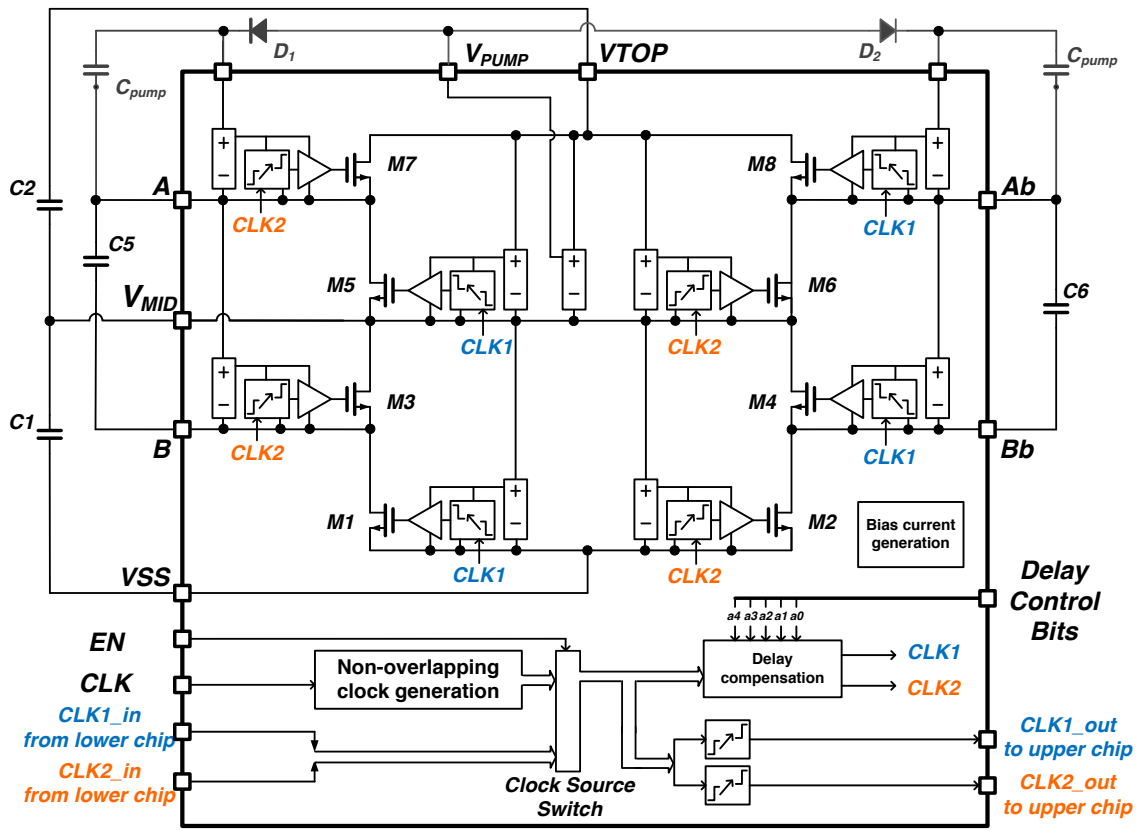 D1
VPUMP
VTOP
D2
Cpump
Cpump
+
+
+
+
+
+
M7
M8
-
-
C2
A
Ab
CLK2
CLK1
C5
M5
M6
-
-
-
C6
VMID
CLK1
CLK2
+
+
+
+
M3
M4
-
-
C1
B
Bb
CLK2
CLK1
M1
M2
-
-
Bias current
generation
CLK1
CLK2
VSS
Delay
Control
Bits
a4 a3 a2 a1 a0
EN
Non-overlapping
clock generation
Delay
compensation
CLK1
CLK2
CLK
CLK1_in
from lower chip
CLK1_out
to upper chip
CLK2_in
from lower chip
Clock Source
Switch
CLK2_out
to upper chip